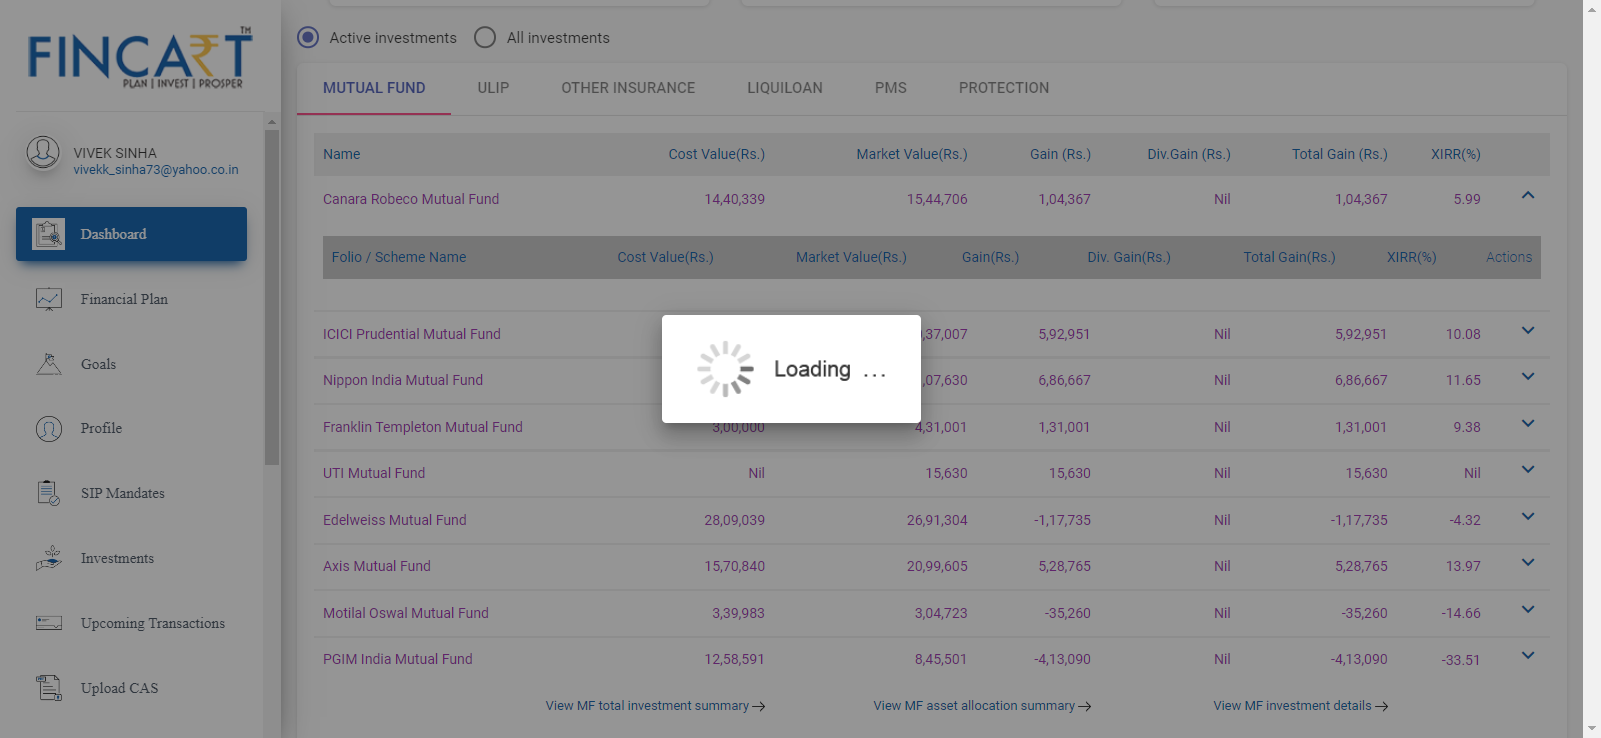 FINCART TM
PLAN | INVEST | PROSPER
VIVEK SINHA
vivekk_sinha73@yahoo.co.in
Dashboard
Financial Plan
Goals
Profile
SIP Mandates
Investments
Upcoming Transactions
Upload CAS
Active investments All investments
MUTUAL FUND ULIP OTHER INSURANCE LIQUILOAN PMS PROTECTION
Name Cost Value(Rs.) Market Value(Rs.) Gain (Rs.) Div.Gain (Rs.) Total Gain (Rs.) XIRR(%)
Canara Robeco Mutual Fund 14,40,339 15,44,706 1,04,367 Nil 1,04,367 5.99
Folio / Scheme Name Cost Value(Rs.) Market Value(Rs.) Gain(Rs.) Div. Gain(Rs.) Total Gain(Rs.) XIRR(%) Actions
ICICI Prudential Mutual Fund ,37,007 5,92,951 Nil 5,92,951 10.08
Loading ...
Nippon India Mutual Fund ,07,630 6,86,667 Nil 6,86,667 11.65
Franklin Templeton Mutual Fund 3,00,000 4,31,001 1,31,001 Nil 1,31,001 9.38
UTI Mutual Fund Nil 15,630 15,630 Nil 15,630 Nil
Edelweiss Mutual Fund 28,09,039 26,91,304 -1,17,735 Nil -1,17,735 -4.32
Axis Mutual Fund 15,70,840 20,99,605 5,28,765 Nil 5,28,765 13.97
Motilal Oswal Mutual Fund 3,39,983 3,04,723 -35,260 Nil -35,260 -14.66
PGIM India Mutual Fund 12,58,591 8,45,501 -4,13,090 Nil -4,13,090 -33.51
View MF total investment summary View MF asset allocation summary View MF investment details